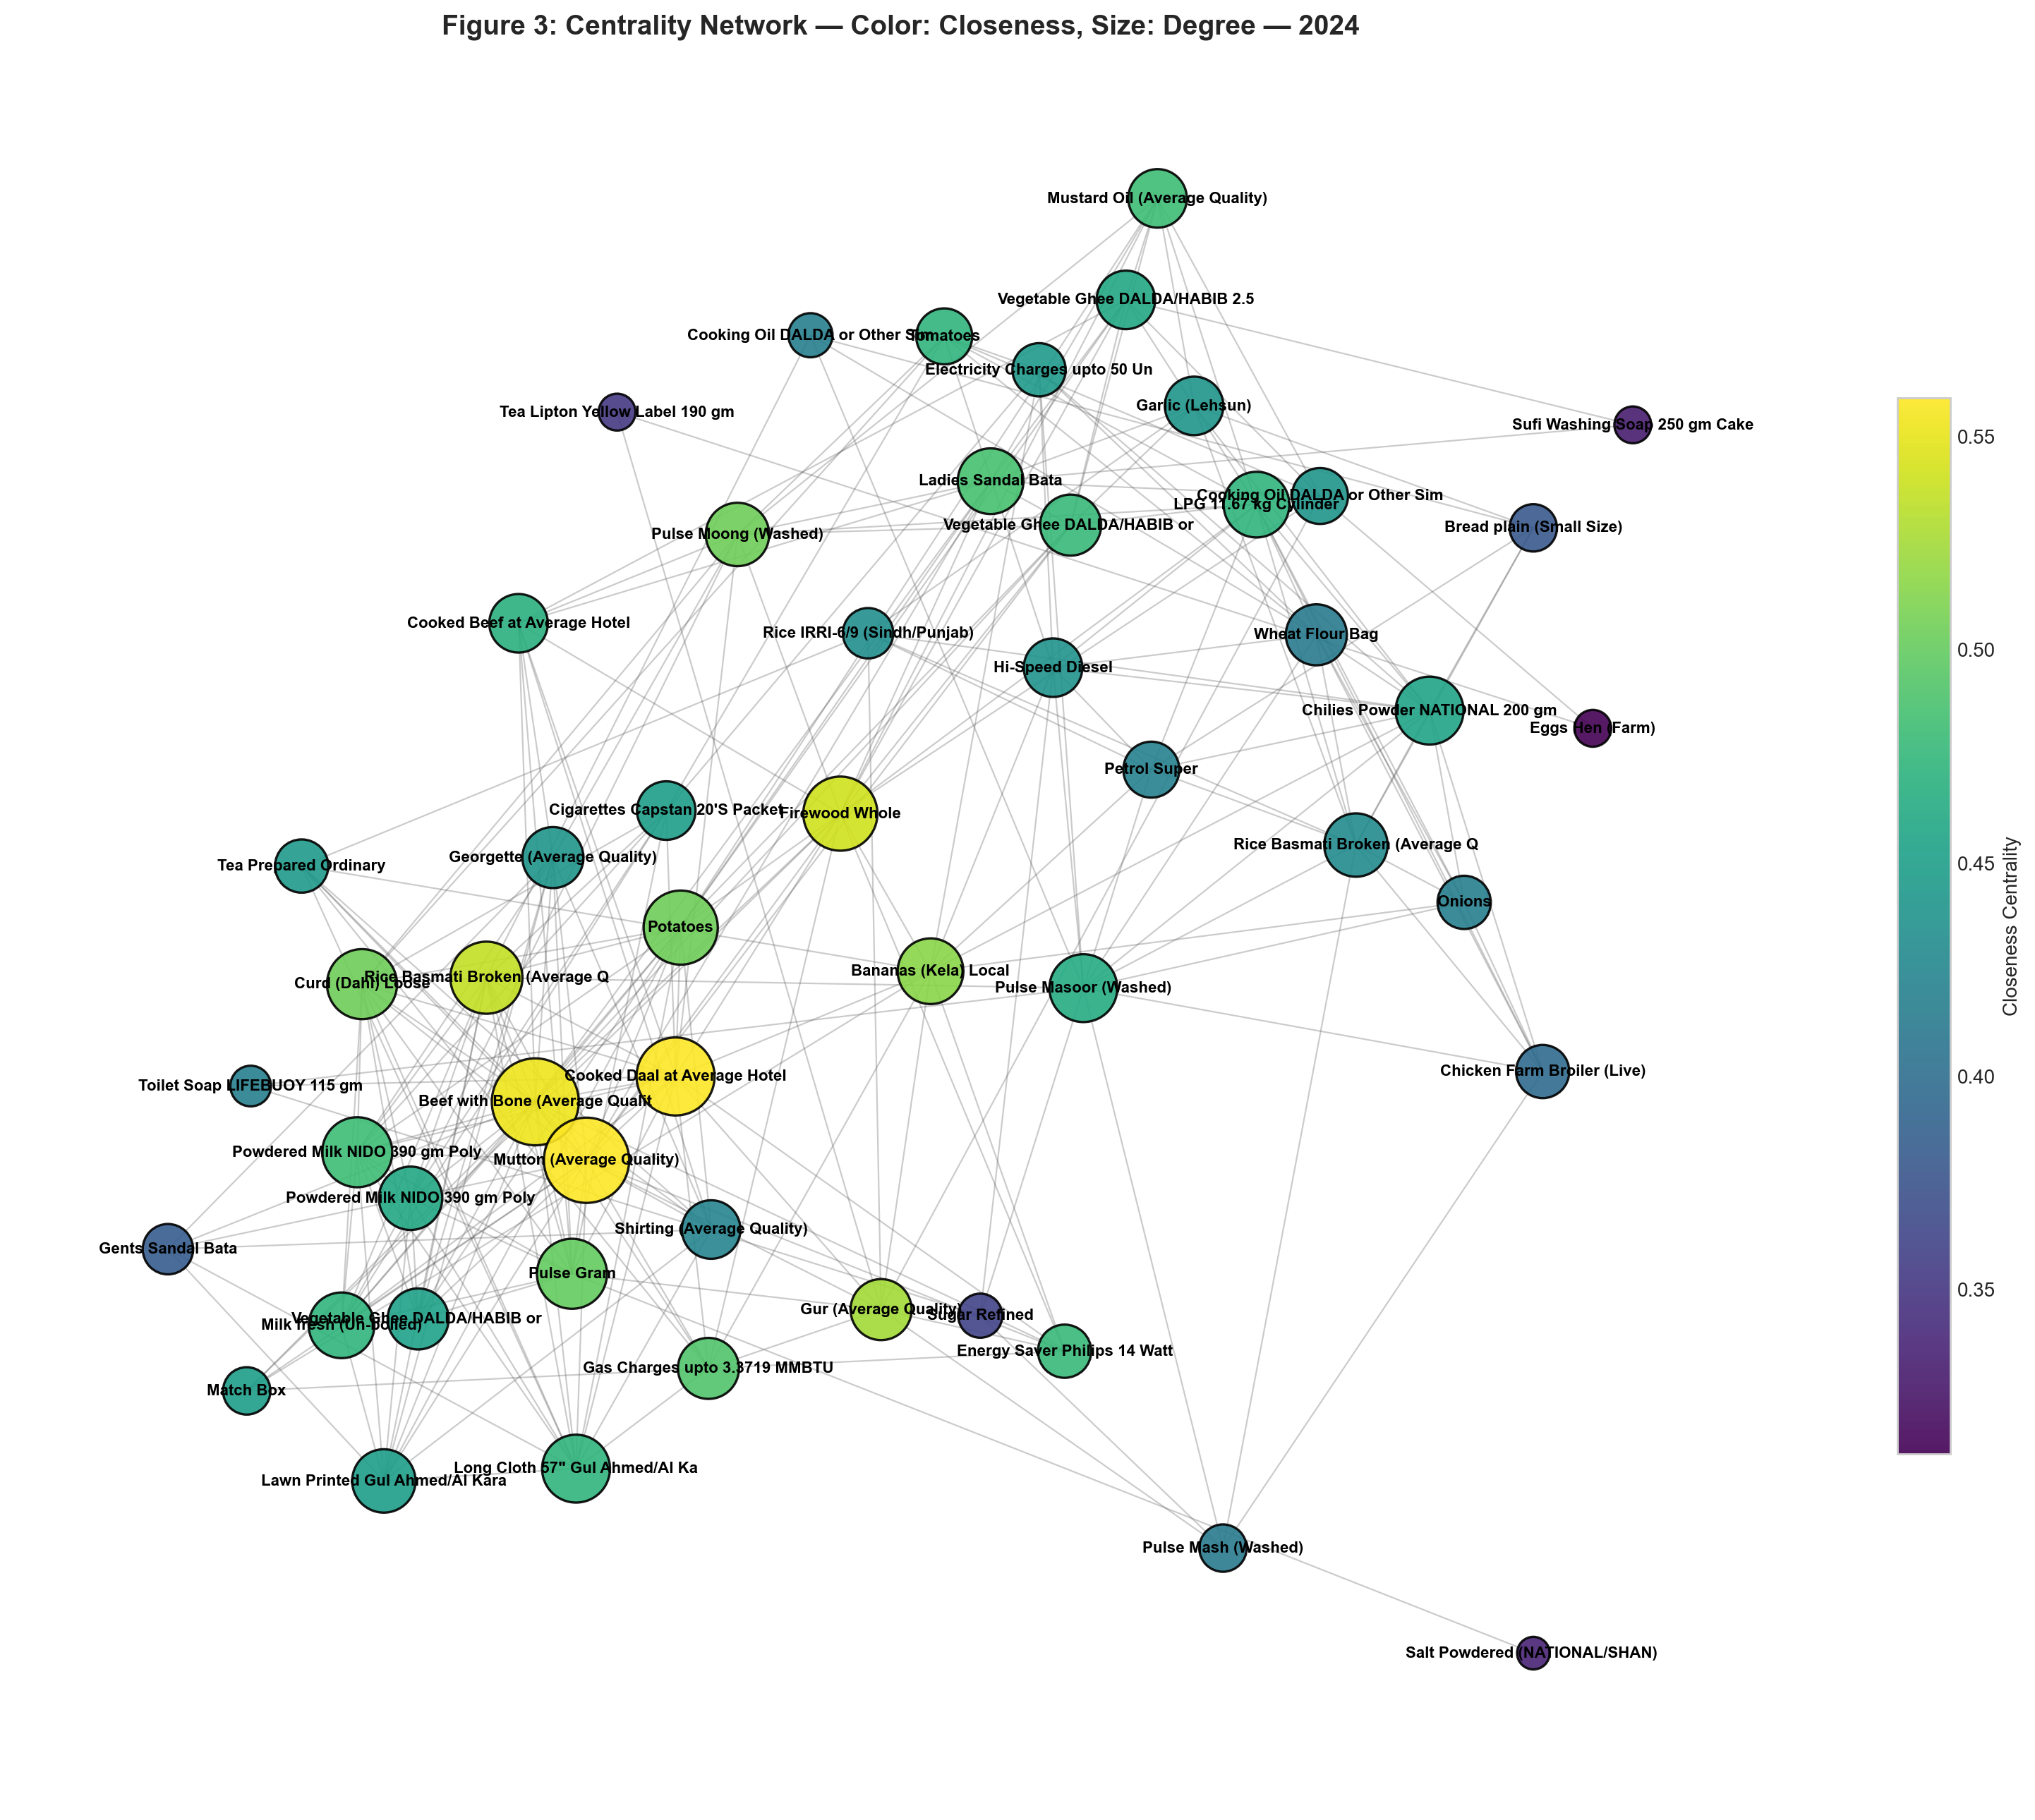 Figure 3: Centrality Network — Color: Closeness, Size: Degree — 2024
Mustard Oil (Average Quality)
Vegetable Ghee DALDA/HABIB 2.5
Cooking Oil DALDA or Other Sim
Tomatoes
Electricity Charges upto 50 Un
Garlic (Lehsun)
Tea Lipton Yellow Label 190 gm
Sufi Washing Soap 250 gm Cake
Ladies Sandal Bata
Cooking Oil DALDA or Other Sim
LPG 11.67 kg Cylinder
Vegetable Ghee DALDA/HABIB or
Bread plain (Small Size)
Pulse Moong (Washed)
Cooked Beef at Average Hotel
Rice IRRI-6/9 (Sindh/Punjab)
Wheat Flour Bag
Hi-Speed Diesel
Chilies Powder NATIONAL 200 gm
Eggs Hen (Farm)
Petrol Super
Cigarettes Capstan 20'S Packet
Firewood Whole
Georgette (Average Quality)
Tea Prepared Ordinary
Rice Basmati Broken (Average Q
Onions
Potatoes
Curd (Dahi) Loose
Rice Basmati Broken (Average Q
Bananas (Kela) Local
Pulse Masoor (Washed)
Toilet Soap LIFEBUOY 115 gm
Cooked Daal at Average Hotel
Chicken Farm Broiler (Live)
Beef with Bone (Average Qualit
Powdered Milk NIDO 390 gm Poly
Mutton (Average Quality)
Powdered Milk NIDO 390 gm Poly
Shirting (Average Quality)
Gents Sandal Bata
Pulse Gram
Gur (Average Quality)
Sugar Refined
Vegetable Ghee DALDA/HABIB or
Milk fresh (Un-boiled)
Energy Saver Philips 14 Watt
Gas Charges upto 3.3719 MMBTU
Match Box
Long Cloth 57" Gul Ahmed/Al Ka
Lawn Printed Gul Ahmed/Al Kara
Pulse Mash (Washed)
Salt Powdered (NATIONAL/SHAN)
0.55
0.50
0.45
0.40
0.35
Closeness Centrality